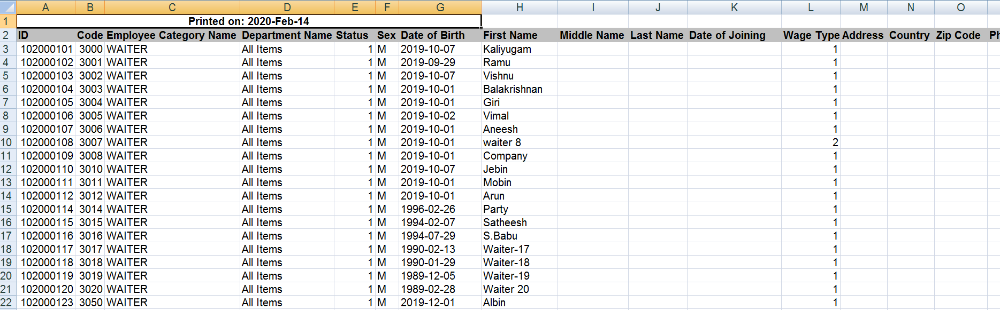 A B C D E F G H I J K L M N O
1 Printed on: 2020-Feb-14
2 ID Code Employee Category Name Department Name Status Sex Date of Birth First Name Middle Name Last Name Date of Joining Wage Type Address Country Zip Code Ph
3 102000101 3000 WAITER All Items 1 M 2019-10-07 Kaliyugam 1
4 102000102 3001 WAITER All Items 1 M 2019-09-29 Ramu 1
5 102000103 3002 WAITER All Items 1 M 2019-10-07 Vishnu 1
6 102000104 3003 WAITER All Items 1 M 2019-10-01 Balakrishnan 1
7 102000105 3004 WAITER All Items 1 M 2019-10-01 Giri 1
8 102000106 3005 WAITER All Items 1 M 2019-10-02 Vimal 1
9 102000107 3006 WAITER All Items 1 M 2019-10-01 Aneesh 1
10 102000108 3007 WAITER All Items 1 M 2019-10-01 waiter 8 2
11 102000109 3008 WAITER All Items 1 M 2019-10-01 Company 1
12 102000110 3010 WAITER All Items 1 M 2019-10-07 Jebin 1
13 102000111 3011 WAITER All Items 1 M 2019-10-01 Mobin 1
14 102000112 3012 WAITER All Items 1 M 2019-10-01 Arun 1
15 102000114 3014 WAITER All Items 1 M 1996-02-26 Party 1
16 102000115 3015 WAITER All Items 1 M 1994-02-07 Satheesh 1
17 102000116 3016 WAITER All Items 1 M 1994-07-29 S.Babu 1
18 102000117 3017 WAITER All Items 1 M 1990-02-13 Waiter-17 1
19 102000118 3018 WAITER All Items 1 M 1990-01-29 Waiter-18 1
20 102000119 3019 WAITER All Items 1 M 1989-12-05 Waiter-19 1
21 102000120 3020 WAITER All Items 1 M 1989-02-28 Waiter 20 1
22 102000123 3050 WAITER All Items 1 M 2019-12-01 Albin 1